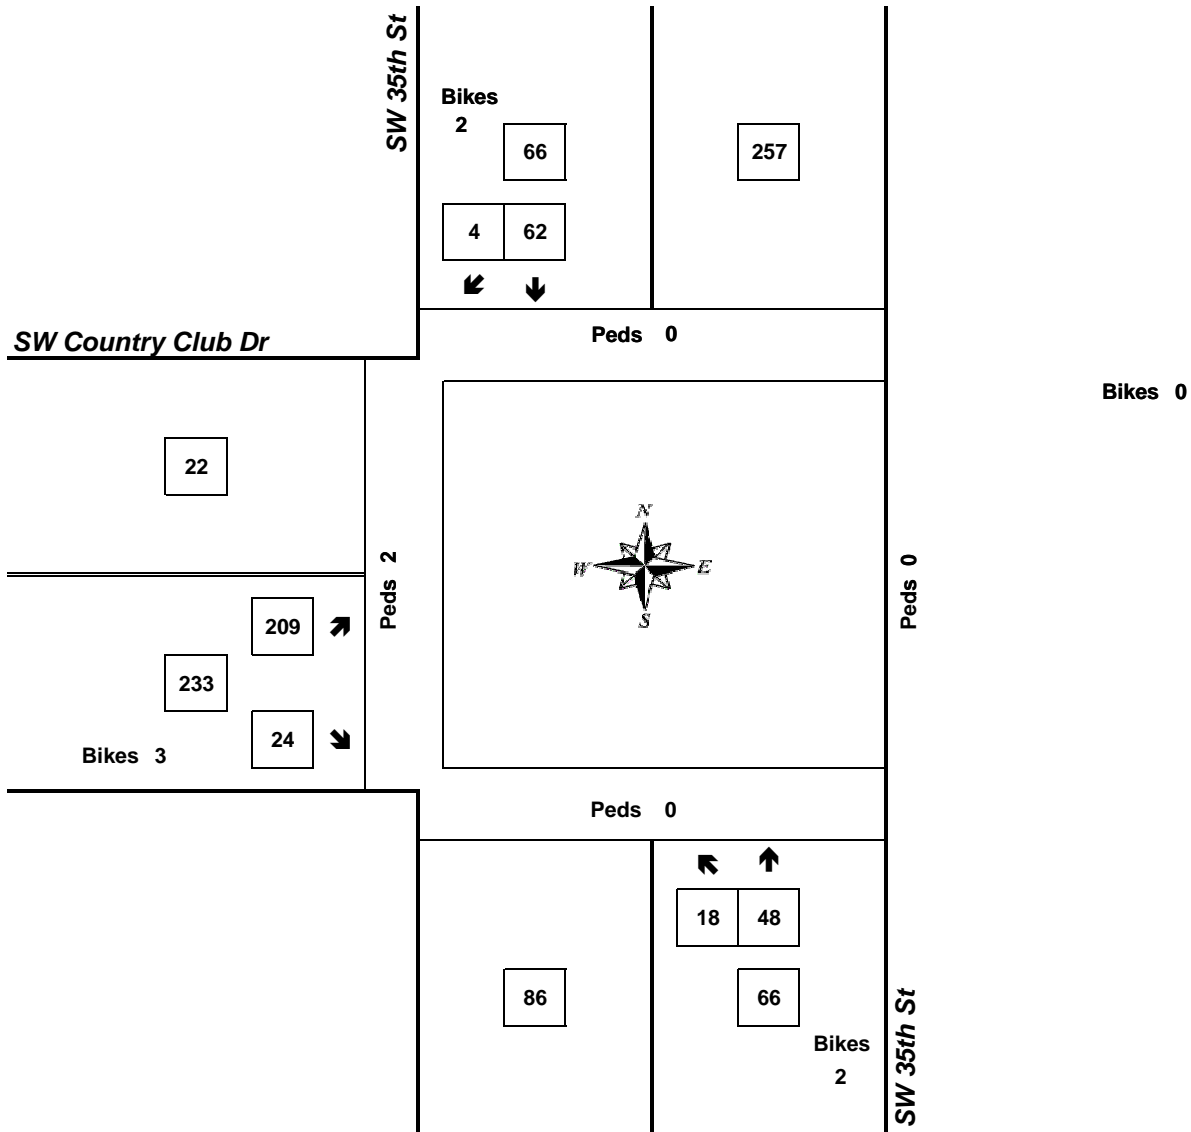 SW 35th St
Bikes
2
66
257
4 62
Peds 0
SW Country Club Dr
Bikes 0
22
N
W E
S
Peds 2
Peds 0
209
233
24
Bikes 3
Peds 0
18 48
86
66
Bikes
2
SW 35th St